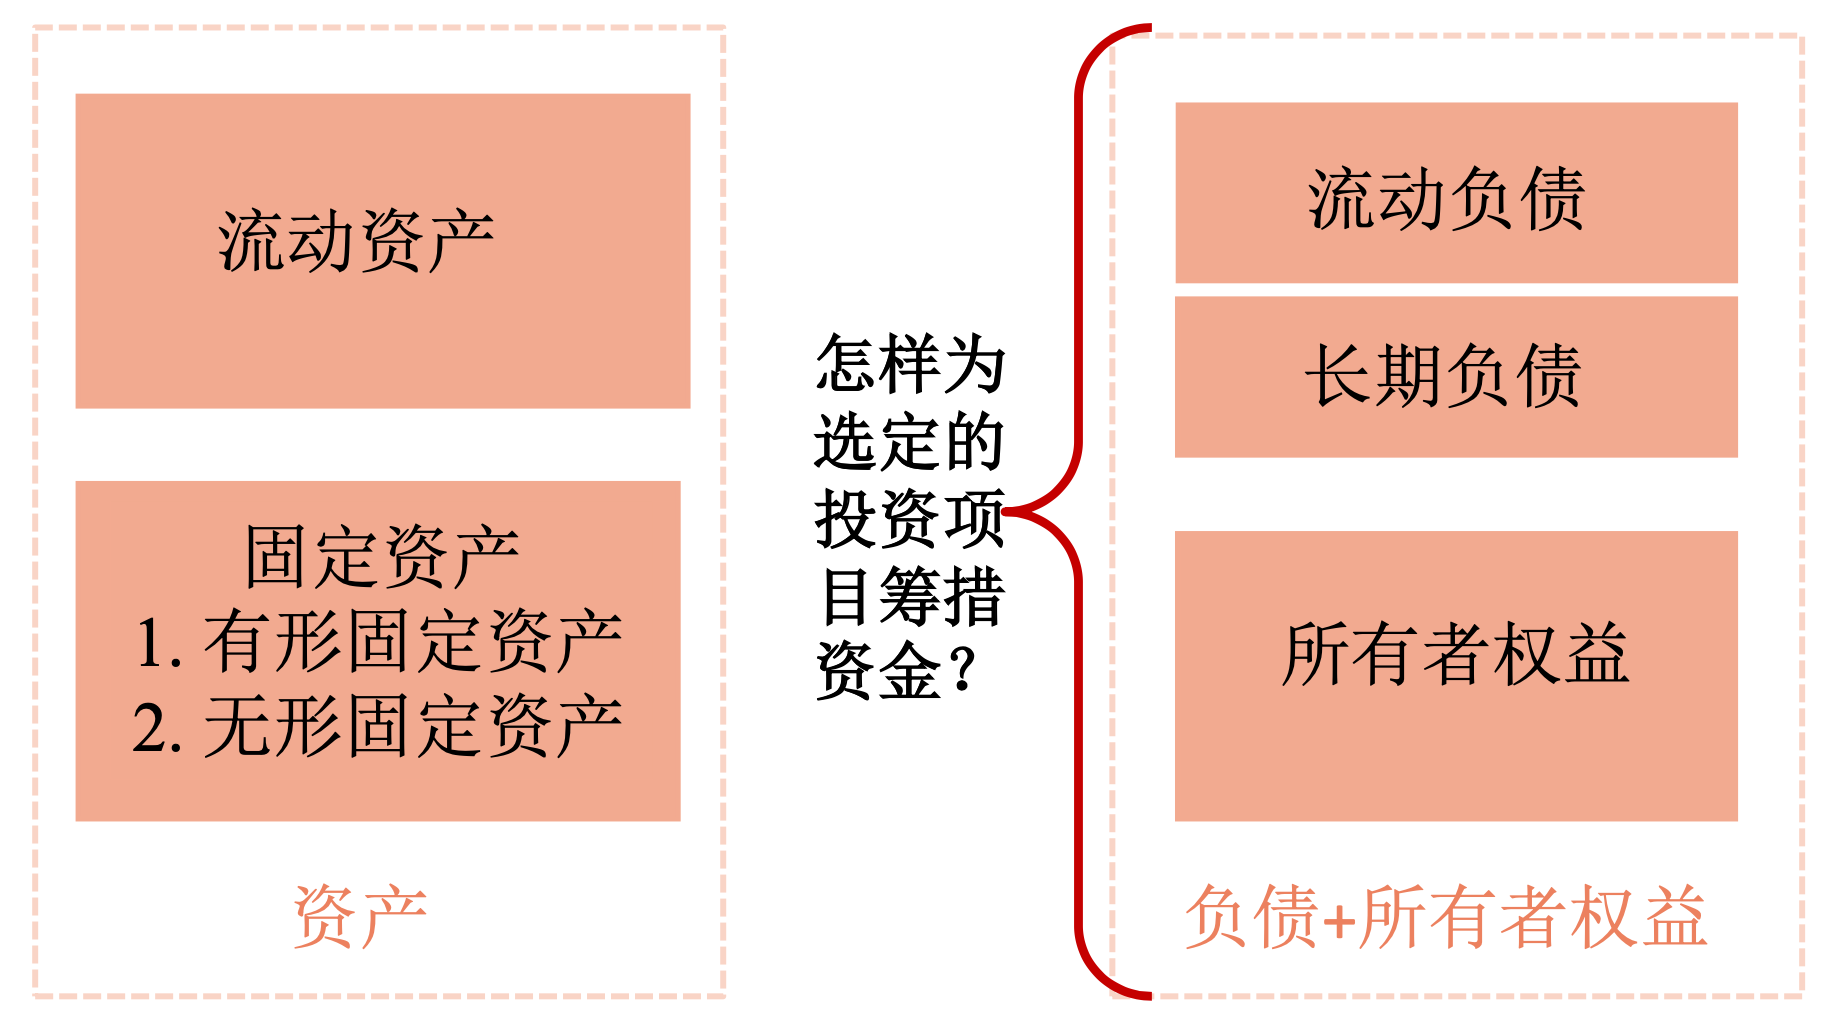 流动资产
固定资产
1. 有形固定资产
2. 无形固定资产
资产
怎样为
选定的
投资项
目筹措
资金？
流动负债
长期负债
所有者权益
负债+所有者权益